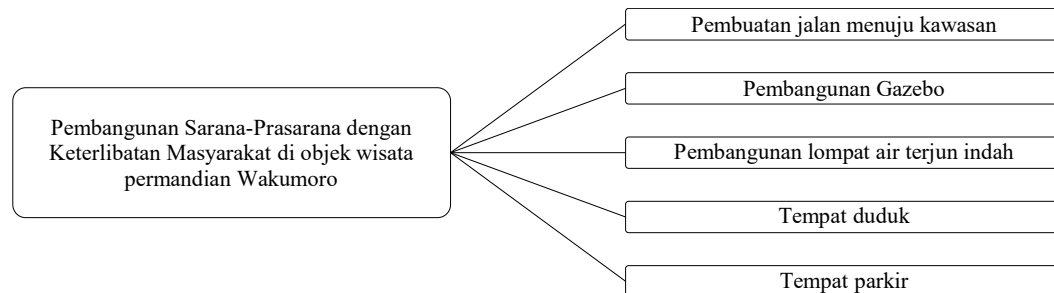 Pembangunan Sarana-Prasarana dengan
Keterlibatan Masyarakat di objek wisata
permandian Wakumoro
Pembuatan jalan menuju kawasan
Pembangunan Gazebo
Pembangunan lompat air terjun indah
Tempat duduk
Tempat parkir